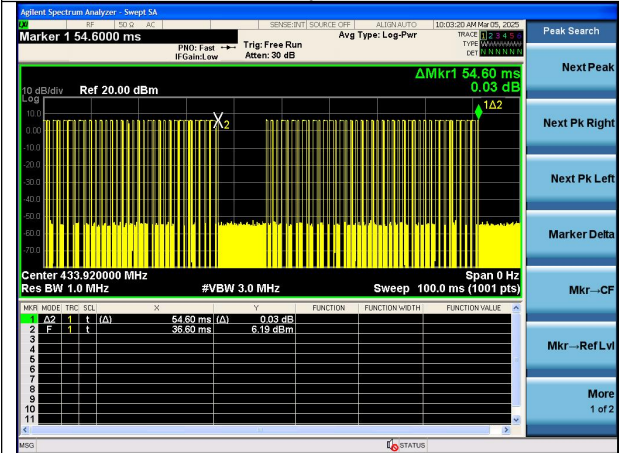 Agilent Spectrum Analyzer - Swept SA
RF 50 Ω AC SENSE:INT SOURCE OFF ALIGNAUTO 10:03:20 AM Mar 05, 2025
Marker 1 54.6000 ms
PNO: Fast
IFGain:Low
Trig: Free Run
Atten: 30 dB
Avg Type: Log-Pwr
TRACE 1 2 3 4 5 6
TYPE WWWWWW
DET N N N N N N
Peak Search
Next Peak
Next Pk Right
Next Pk Left
Marker Delta
Mkr→CF
Mkr→Ref Lvl
More
1 of 2
ΔMkr1 54.60 ms
0.03 dB
10 dB/div Ref 20.00 dBm
Log
10.0
0.00
-10.0
-20.0
-30.0
-40.0
-50.0
-60.0
-70.0
X2
1Δ2
Center 433.920000 MHz Span 0 Hz
Res BW 1.0 MHz #VBW 3.0 MHz Sweep 100.0 ms (1001 pts)
MKR MODE TRC SCL X Y FUNCTION FUNCTION WIDTH FUNCTION VALUE
1 Δ2 1 t (Δ) 54.60 ms (Δ) 0.03 dB
2 F 1 t 36.60 ms 6.19 dBm
3
4
5
6
7
8
9
10
11
MSG STATUS